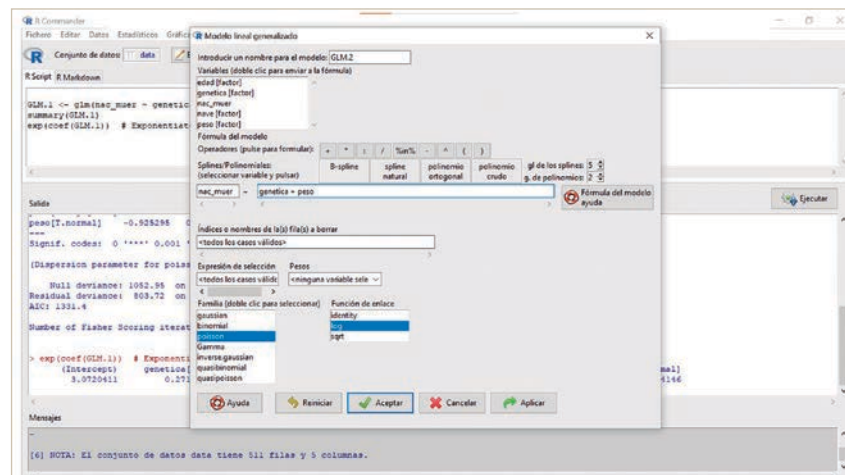 R Commander
Fichero Editar Datos Estadísticos Gráfic
Conjunto de datos: data
R Script R Markdown
GLM.1 <- glm(nac_muer ~ genetic
summary(GLM.1)
exp(coef(GLM.1)) # Exponentiat
Salida
Ejecutar
peso[T.normal] -0.925295 0
---
Signif. codes: 0 '***' 0.001 '
(Dispersion parameter for poiss
Null deviance: 1052.95 on
Residual deviance: 803.72 on
AIC: 1331.4
Number of Fisher Scoring iterat
> exp(coef(GLM.1)) # Exponenti
(Intercept) genetica[
3.0720411 0.271
mal]
4146
Mensajes
[6] NOTA: El conjunto de datos data tiene 511 filas y 5 columnas.
Modelo lineal generalizado
Introducir un nombre para el modelo: GLM.2
Variables (doble clic para enviar a la fórmula)
edad [factor]
genetica [factor]
nac_muer
nave [factor]
peso [factor]
Fórmula del modelo
Operadores (pulse para formular): + * : / %in% - ^ ( )
Splines/Polinomiales:
(seleccionar variable y pulsar)
B-spline
spline natural
polinomio ortogonal
polinomio crudo
gl de los splines: 5
g. de polinomios: 2
nac_muer ~ genetica + peso
Fórmula del modelo
ayuda
Índices o nombres de la(s) fila(s) a borrar
<todos los casos válidos>
Expresión de selección Pesos
<todos los casos válido <ninguna variable sele
Familia (doble clic para seleccionar) Función de enlace
gaussian
binomial
poisson
Gamma
inverse.gaussian
quasibinomial
quasipoisson
identity
log
sqrt
Ayuda Reiniciar Aceptar Cancelar Aplicar